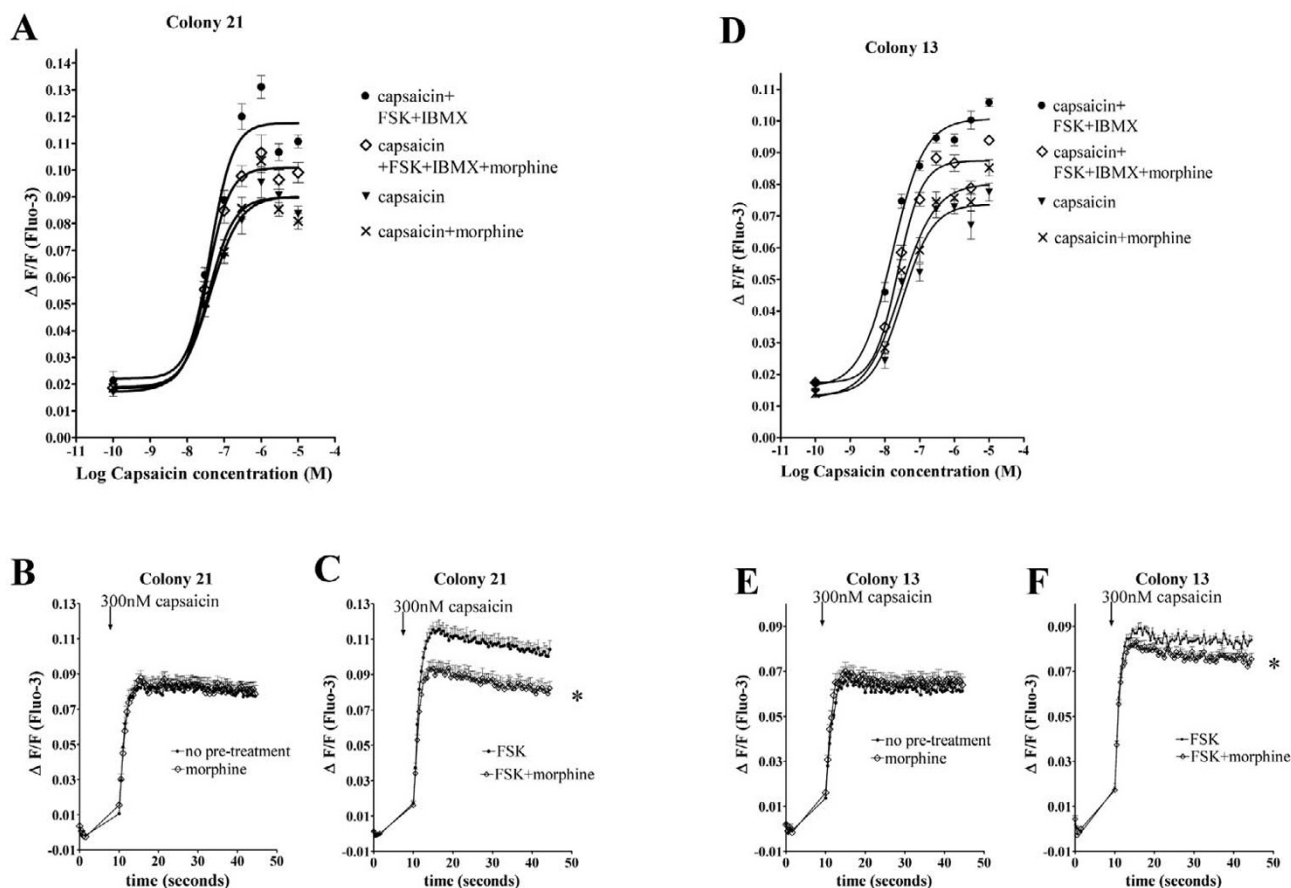 A
Colony 21
Δ F/F (Fluo-3)
0.14
0.13
0.12
0.11
0.10
0.09
0.08
0.07
0.06
0.05
0.04
0.03
0.02
0.01
0.00
-11 -10 -9 -8 -7 -6 -5 -4
Log Capsaicin concentration (M)
capsaicin+
FSK+IBMX
capsaicin
+FSK+IBMX+morphine
capsaicin
capsaicin+morphine
D
Colony 13
Δ F/F (Fluo-3)
0.11
0.10
0.09
0.08
0.07
0.06
0.05
0.04
0.03
0.02
0.01
0.00
-11 -10 -9 -8 -7 -6 -5 -4
Log Capsaicin concentration (M)
capsaicin+
FSK+IBMX
capsaicin+
FSK+IBMX+morphine
capsaicin
capsaicin+morphine
B
Colony 21
300nM capsaicin
Δ F/F (Fluo-3)
0.13
0.11
0.09
0.07
0.05
0.03
0.01
-0.01
no pre-treatment
morphine
0 10 20 30 40 50
time (seconds)
C
Colony 21
300nM capsaicin
Δ F/F (Fluo-3)
0.13
0.11
0.09
0.07
0.05
0.03
0.01
-0.01
*
FSK
FSK+morphine
0 10 20 30 40 50
time (seconds)
E
Colony 13
300nM capsaicin
Δ F/F (Fluo-3)
0.09
0.07
0.05
0.03
0.01
-0.01
no pre-treatment
morphine
0 10 20 30 40 50
time (seconds)
F
Colony 13
300nM capsaicin
Δ F/F (Fluo-3)
0.09
0.07
0.05
0.03
0.01
-0.01
*
FSK
FSK+morphine
0 10 20 30 40 50
time (seconds)